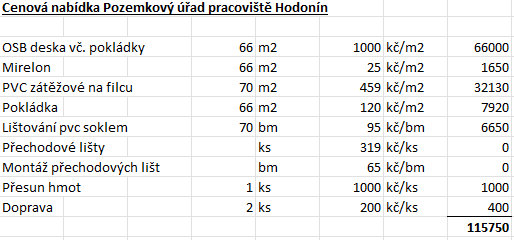 Cenová nabídka Pozemkový úřad pracoviště Hodonín
OSB deska vč. pokládky 66 m2 1000 kč/m2 66000
Mirelon 66 m2 25 kč/m2 1650
PVC zátěžové na filcu 70 m2 459 kč/m2 32130
Pokládka 66 m2 120 kč/m2 7920
Lištování pvc soklem 70 bm 95 kč/bm 6650
Přechodové lišty ks 319 kč/ks 0
Montáž přechodových lišt bm 65 kč/bm 0
Přesun hmot 1 ks 1000 kč/ks 1000
Doprava 2 ks 200 kč/ks 400
115750